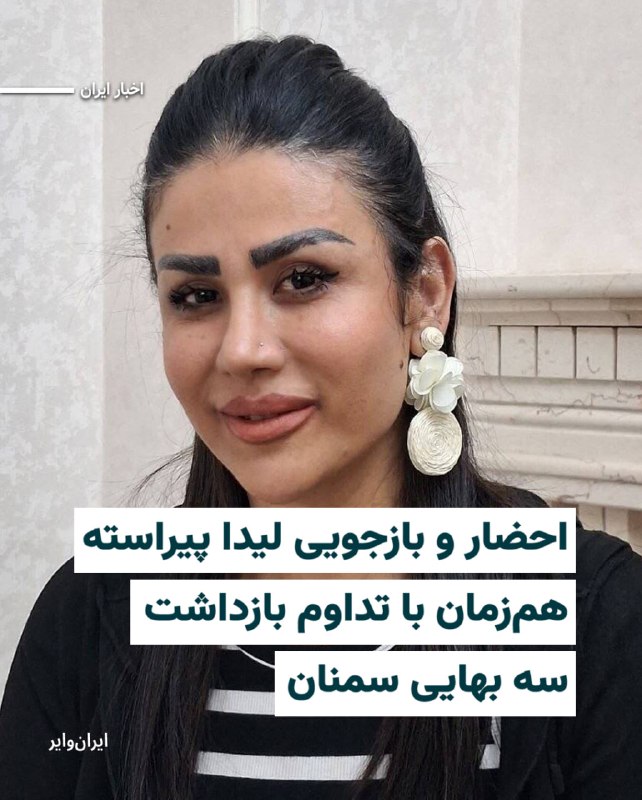 اخبار ایران
احضار و بازجویی لیدا پیراسته
هم‌زمان با تداوم بازداشت
سه بهایی سمنان
ایران‌وایر